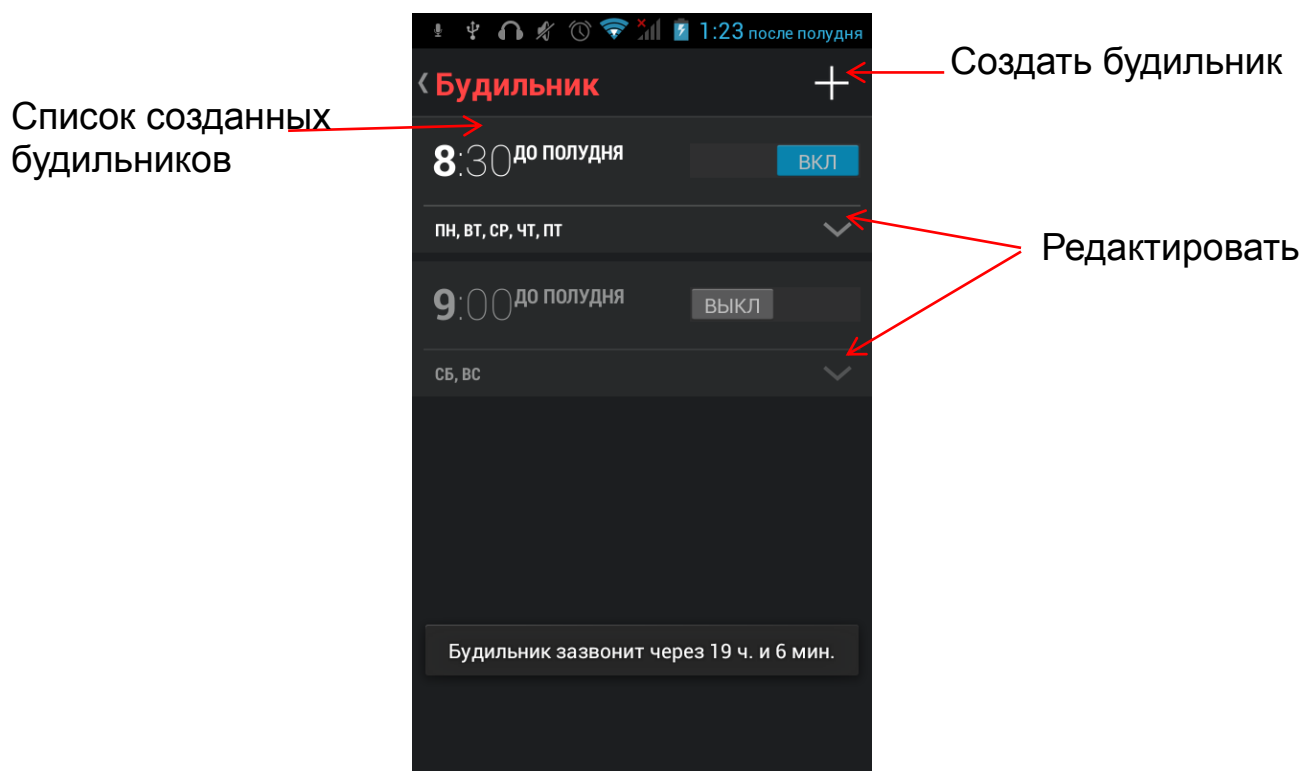 1:23 после полудня
Будильник
Создать будильник
Список созданных
будильников
8:30 ДО ПОЛУДНЯ
ВКЛ
ПН, ВТ, СР, ЧТ, ПТ
Редактировать
9:00 ДО ПОЛУДНЯ
ВЫКЛ
СБ, ВС
Будильник зазвонит через 19 ч. и 6 мин.